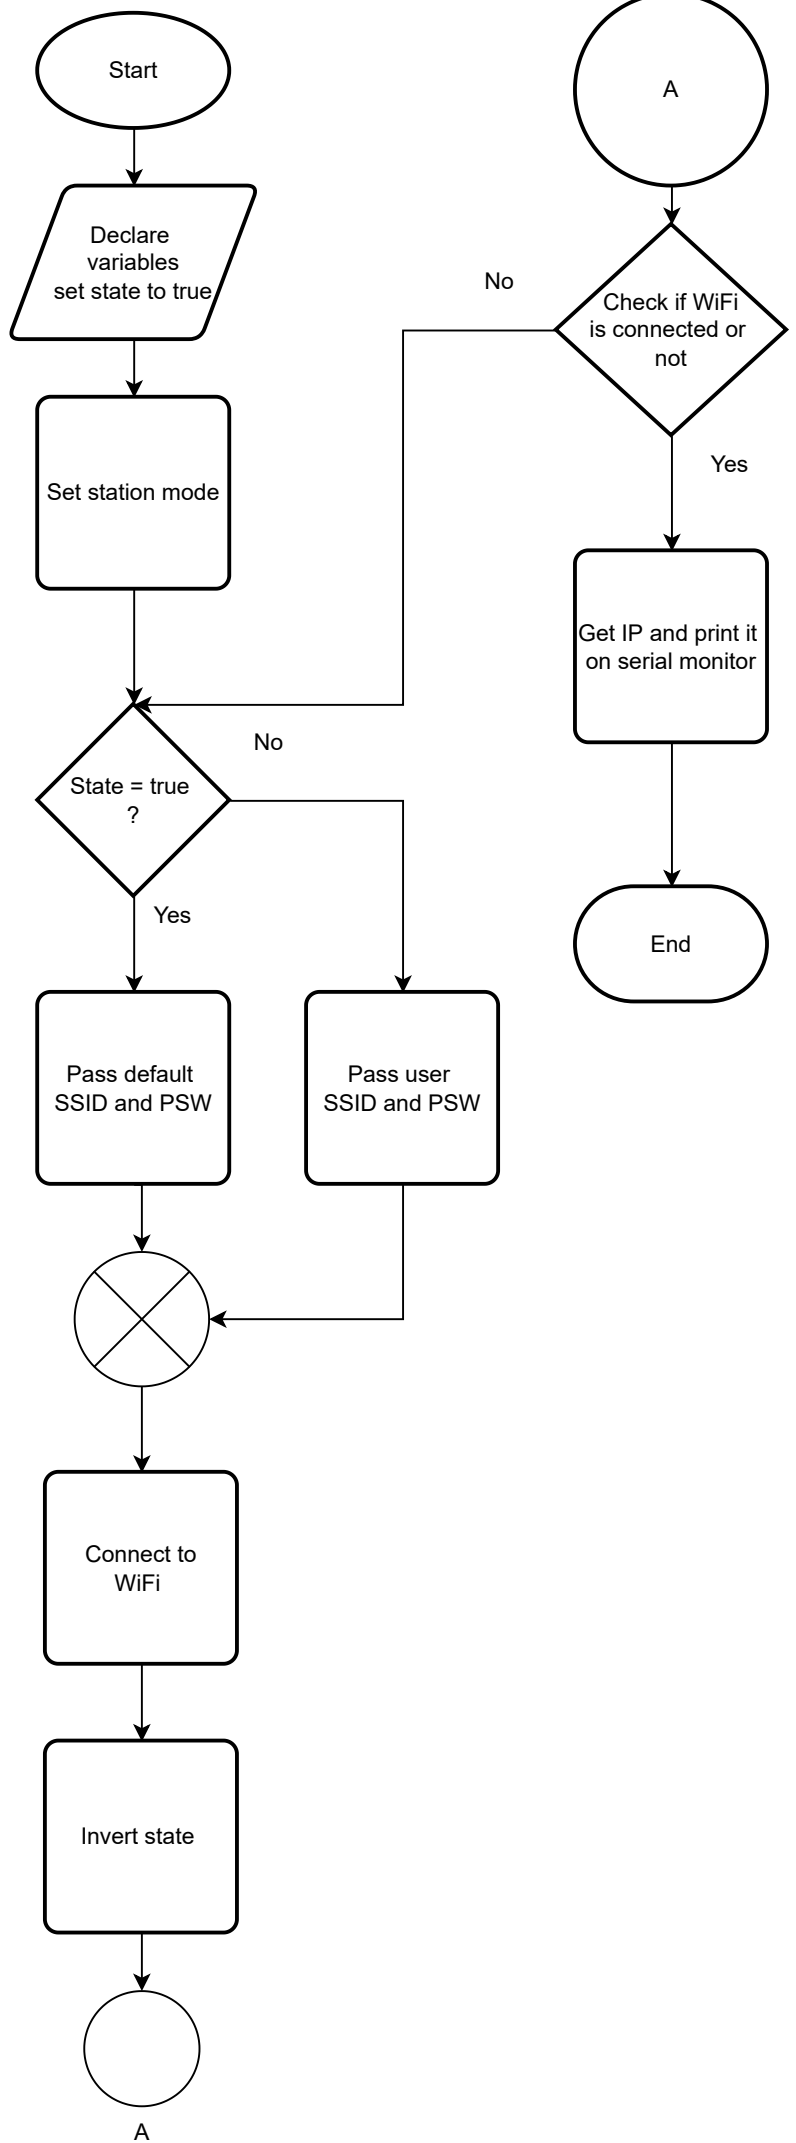 Start
Declare
variables
set state to true
Set station mode
State = true
?
No
Yes
Pass default
SSID and PSW
Pass user
SSID and PSW
Connect to
WiFi
Invert state
A
A
Check if WiFi
is connected or
not
No
Yes
Get IP and print it
on serial monitor
End